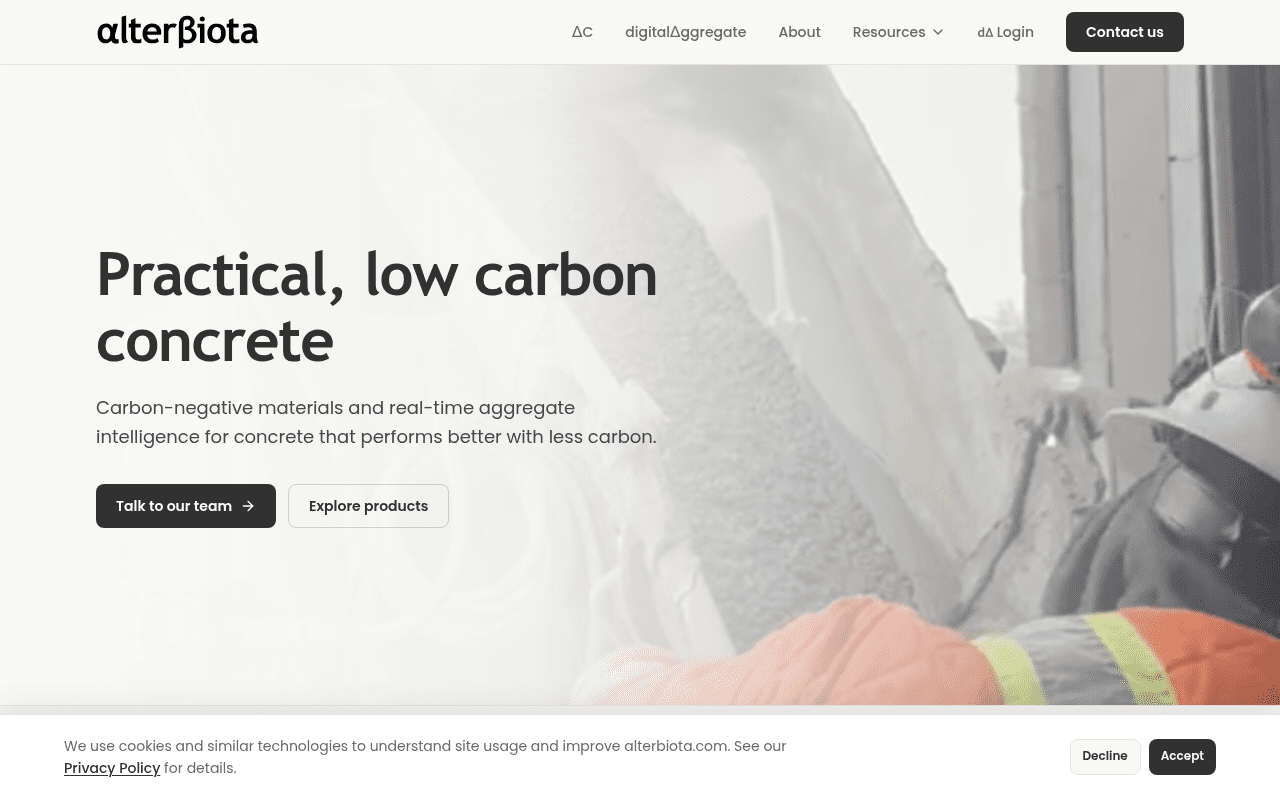 αlterβiota
ΔC
digitalΔggregate
About
Resources
dΔ Login
Contact us
Practical, low carbon
concrete
Carbon-negative materials and real-time aggregate
intelligence for concrete that performs better with less carbon.
Talk to our team
Explore products
We use cookies and similar technologies to understand site usage and improve alterbiota.com. See our
Privacy Policy for details.
Decline
Accept